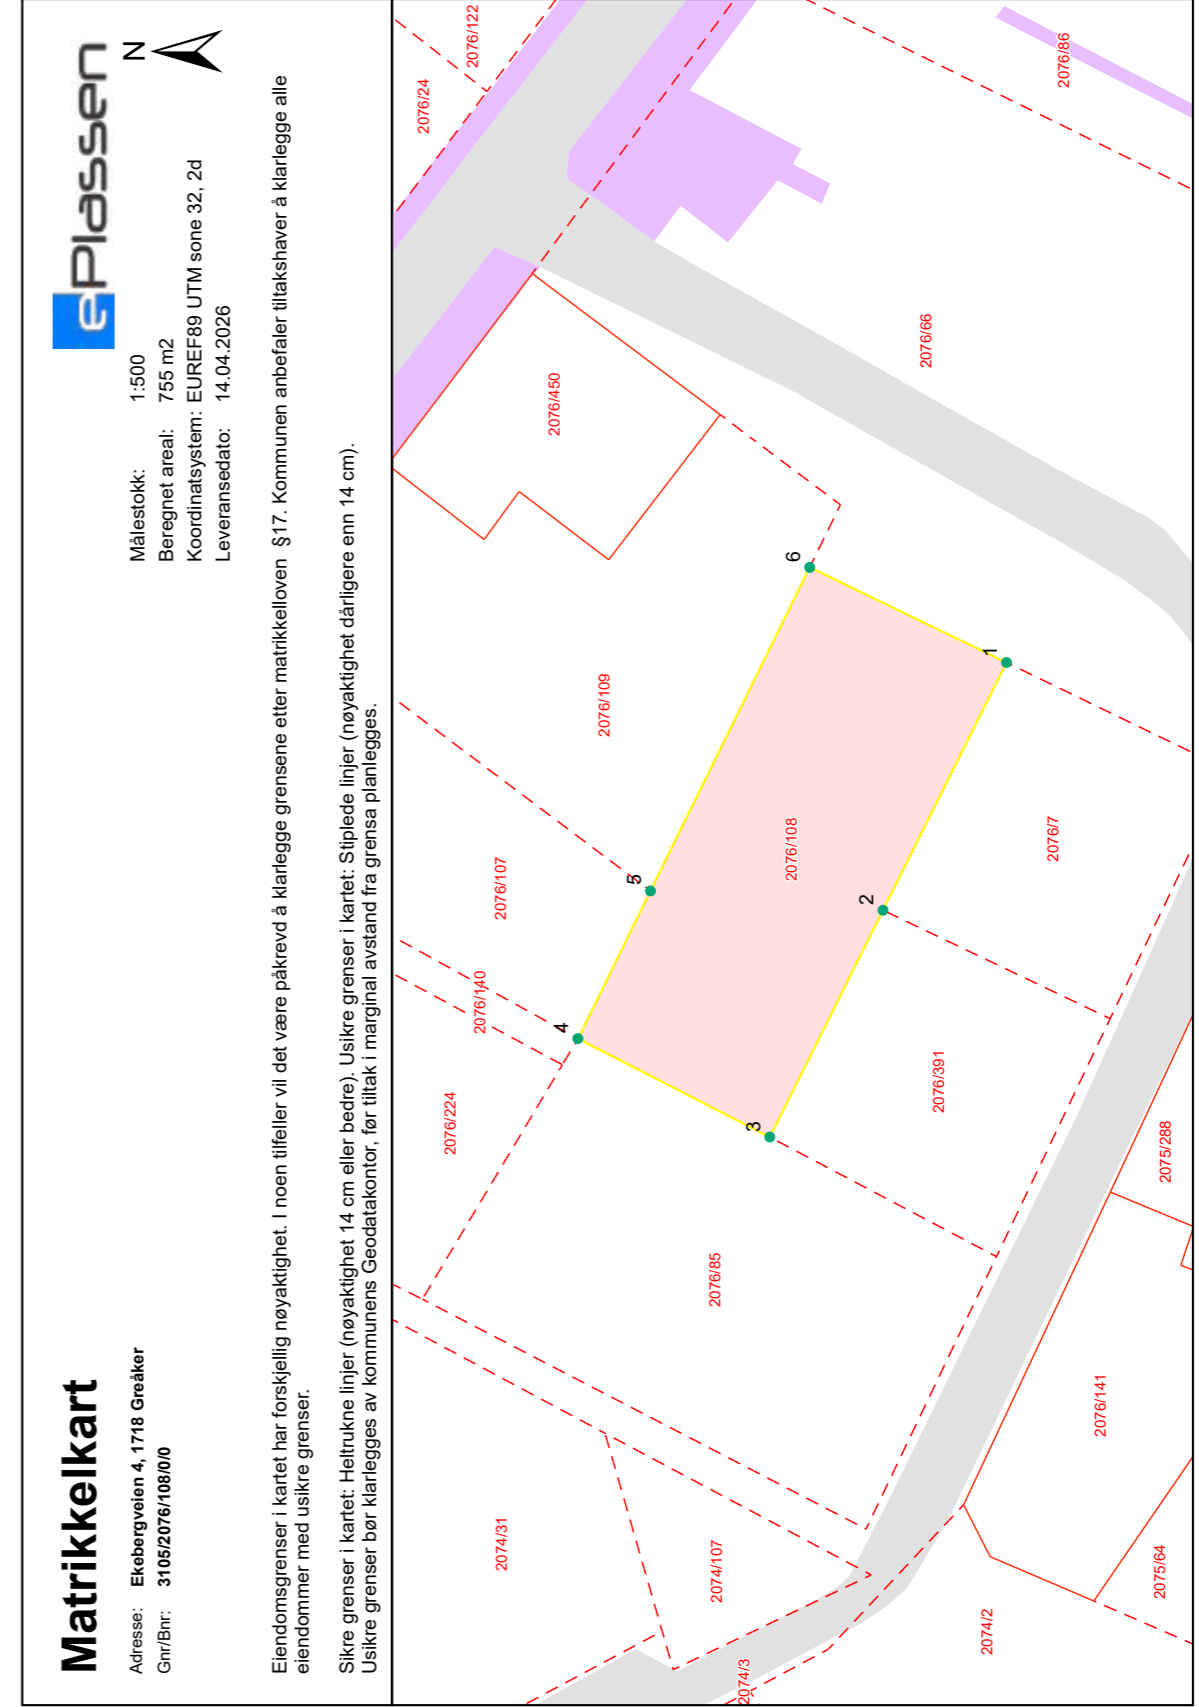 Matrikkelkart
ePlassen
N
Adresse: Ekebergveien 4, 1718 Greåker
Gnr/Bnr: 3105/2076/108/0/0
Målestokk: 1:500
Beregnet areal: 755 m2
Koordinatsystem: EUREF89 UTM sone 32, 2d
Leveransedato: 14.04.2026
Eiendomsgrenser i kartet har forskjellig nøyaktighet. I noen tilfeller vil det være påkrevd å klarlegge grensene etter matrikkelloven §17. Kommunen anbefaler tiltakshaver å klarlegge alle
eiendommer med usikre grenser.
Sikre grenser i kartet: Heltrukne linjer (nøyaktighet 14 cm eller bedre). Usikre grenser i kartet: Stiplede linjer (nøyaktighet dårligere enn 14 cm).
Usikre grenser bør klarlegges av kommunens Geodatakontor, før tiltak i marginal avstand fra grensa planlegges.
2076/24
2076/122
2074/31
2076/224
2076/140
2076/107
2076/450
4
5
2076/109
2076/86
2074/107
2076/85
3
2076/108
6
2076/66
2074/3
2
2076/391
1
2074/2
2076/7
2076/141
2075/64
2075/288